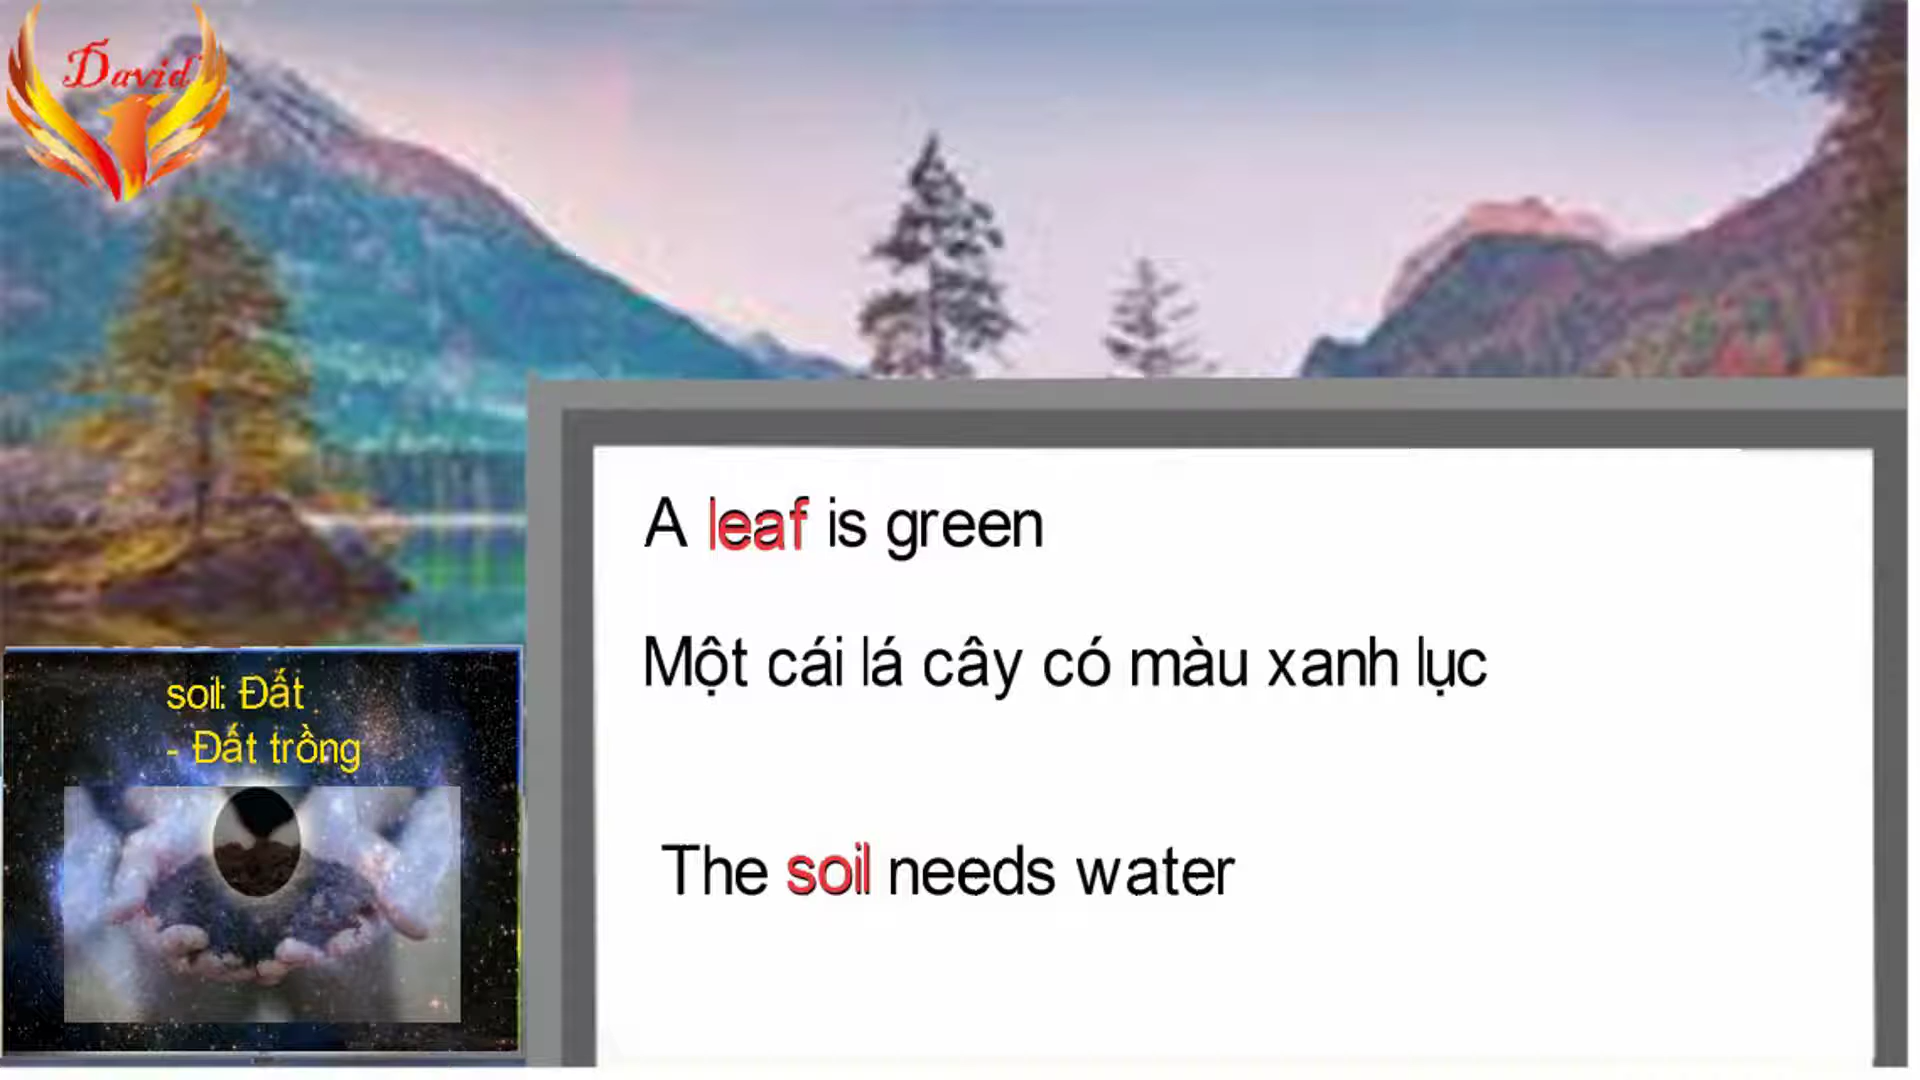 David
A leaf is green
Một cái lá cây có màu xanh lục
soil: Đất
- Đất trồng
The soil needs water